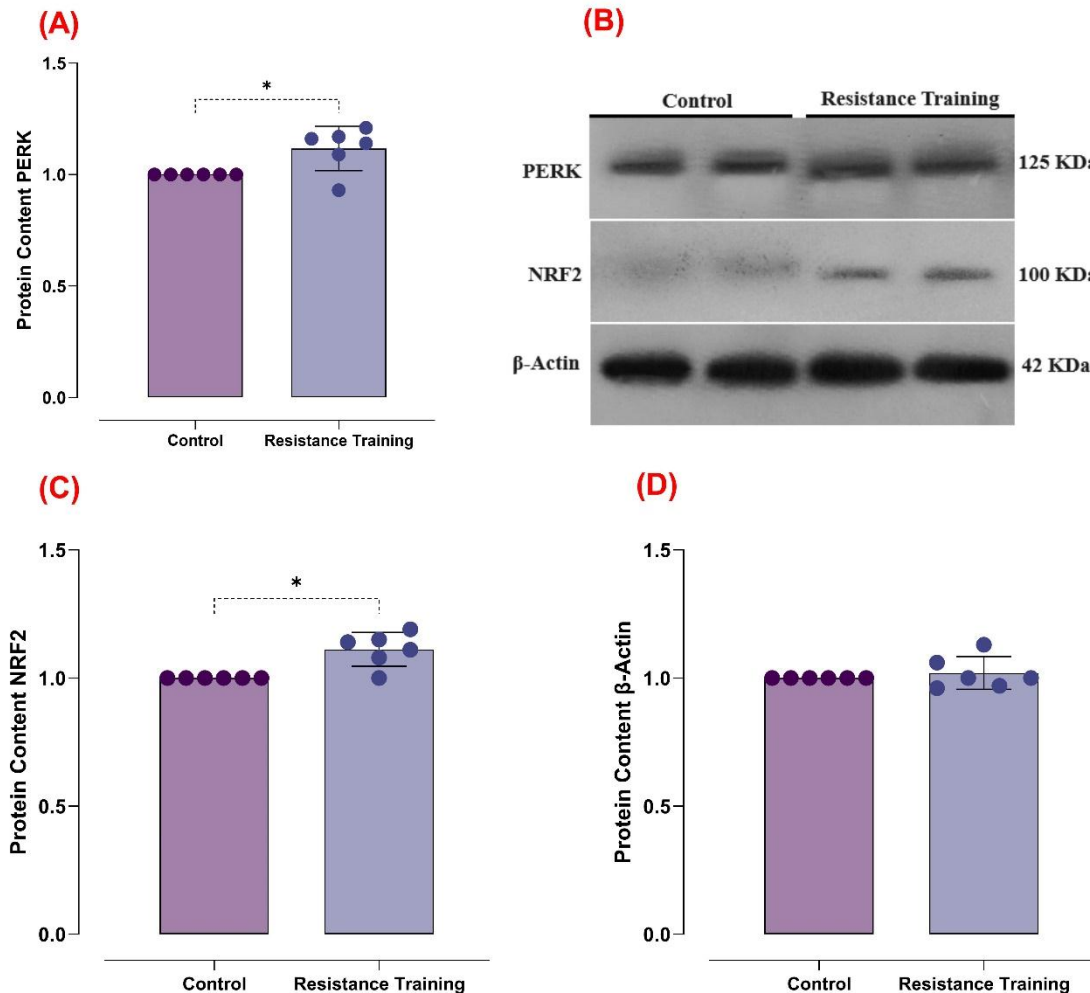 (A)
1.5
1.0
0.5
0.0
Protein Content PERK
*
Control
Resistance Training
(B)
Control
Resistance Training
PERK
125 KDa
NRF2
100 KDa
β-Actin
42 KDa
(C)
1.5
1.0
0.5
0.0
Protein Content NRF2
*
Control
Resistance Training
(D)
1.5
1.0
0.5
0.0
Protein Content β-Actin
Control
Resistance Training